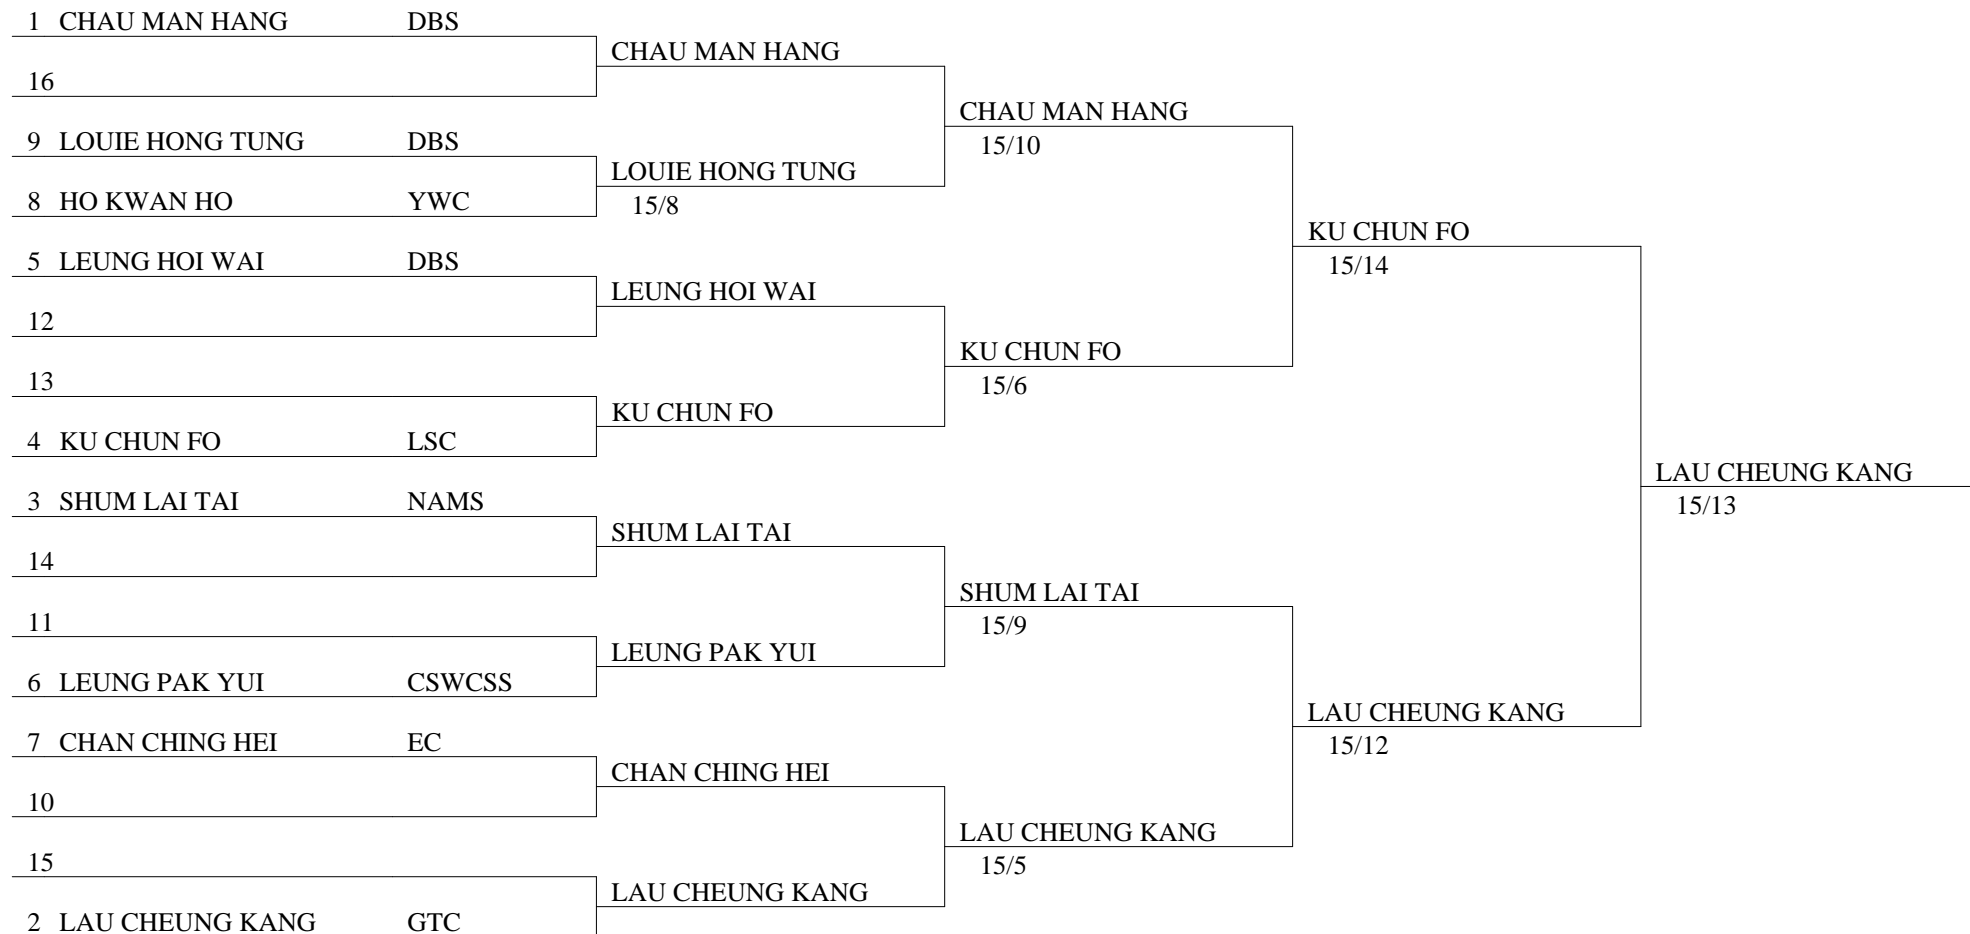 1 CHAU MAN HANG DBS
CHAU MAN HANG
16
CHAU MAN HANG
15/10
9 LOUIE HONG TUNG DBS
LOUIE HONG TUNG
15/8
8 HO KWAN HO YWC
KU CHUN FO
15/14
5 LEUNG HOI WAI DBS
LEUNG HOI WAI
12
KU CHUN FO
15/6
13
KU CHUN FO
4 KU CHUN FO LSC
LAU CHEUNG KANG
15/13
3 SHUM LAI TAI NAMS
SHUM LAI TAI
14
SHUM LAI TAI
15/9
11
LEUNG PAK YUI
6 LEUNG PAK YUI CSWCSS
LAU CHEUNG KANG
15/12
7 CHAN CHING HEI EC
CHAN CHING HEI
10
LAU CHEUNG KANG
15/5
15
LAU CHEUNG KANG
2 LAU CHEUNG KANG GTC